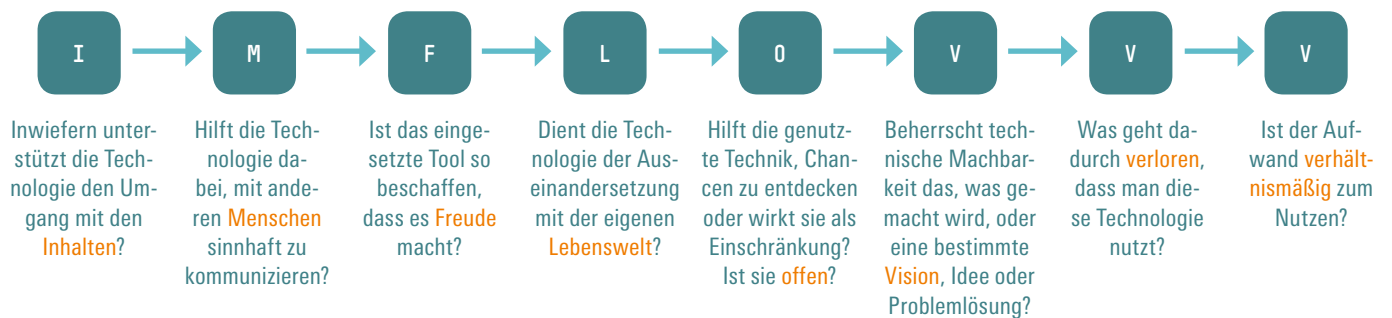 I
M
F
L
O
V
V
V
Inwiefern unter-
stützt die Tech-
nologie den Um-
gang mit den
Inhalten?
Hilft die Tech-
nologie da-
bei, mit ande-
ren Menschen
sinnhaft zu
kommunizieren?
Ist das einge-
setzte Tool so
beschaffen,
dass es Freude
macht?
Dient die Tech-
nologie der Aus-
einandersetzung
mit der eigenen
Lebenswelt?
Hilft die genutz-
te Technik, Chan-
cen zu entdecken
oder wirkt sie als
Einschränkung?
Ist sie offen?
Beherrscht tech-
nische Machbar-
keit das, was ge-
macht wird, oder
eine bestimmte
Vision, Idee oder
Problemlösung?
Was geht da-
durch verloren,
dass man die-
se Technologie
nutzt?
Ist der Auf-
wand verhält-
nismäßig zum
Nutzen?